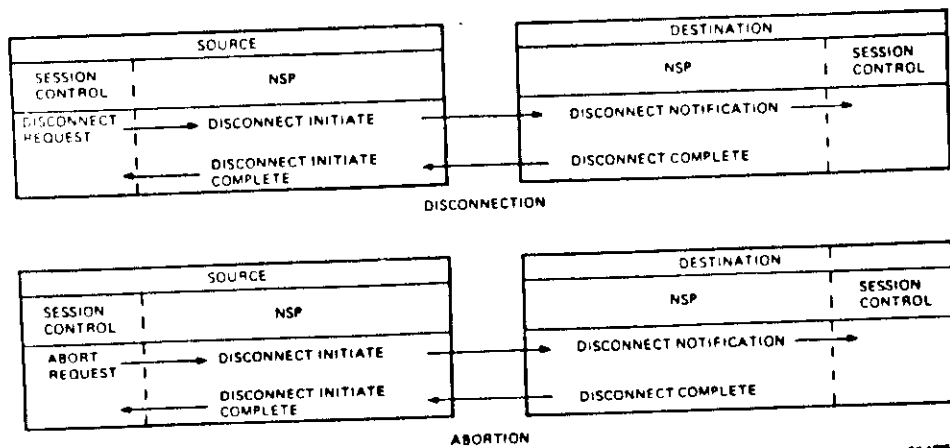 SOURCE
SESSION CONTROL
NSP
DISCONNECT REQUEST
DISCONNECT INITIATE
DISCONNECT INITIATE COMPLETE
DESTINATION
NSP
SESSION CONTROL
DISCONNECT NOTIFICATION
DISCONNECT COMPLETE
DISCONNECTION
SOURCE
SESSION CONTROL
NSP
ABORT REQUEST
DISCONNECT INITIATE
DISCONNECT INITIATE COMPLETE
DESTINATION
NSP
SESSION CONTROL
DISCONNECT NOTIFICATION
DISCONNECT COMPLETE
ABORTION